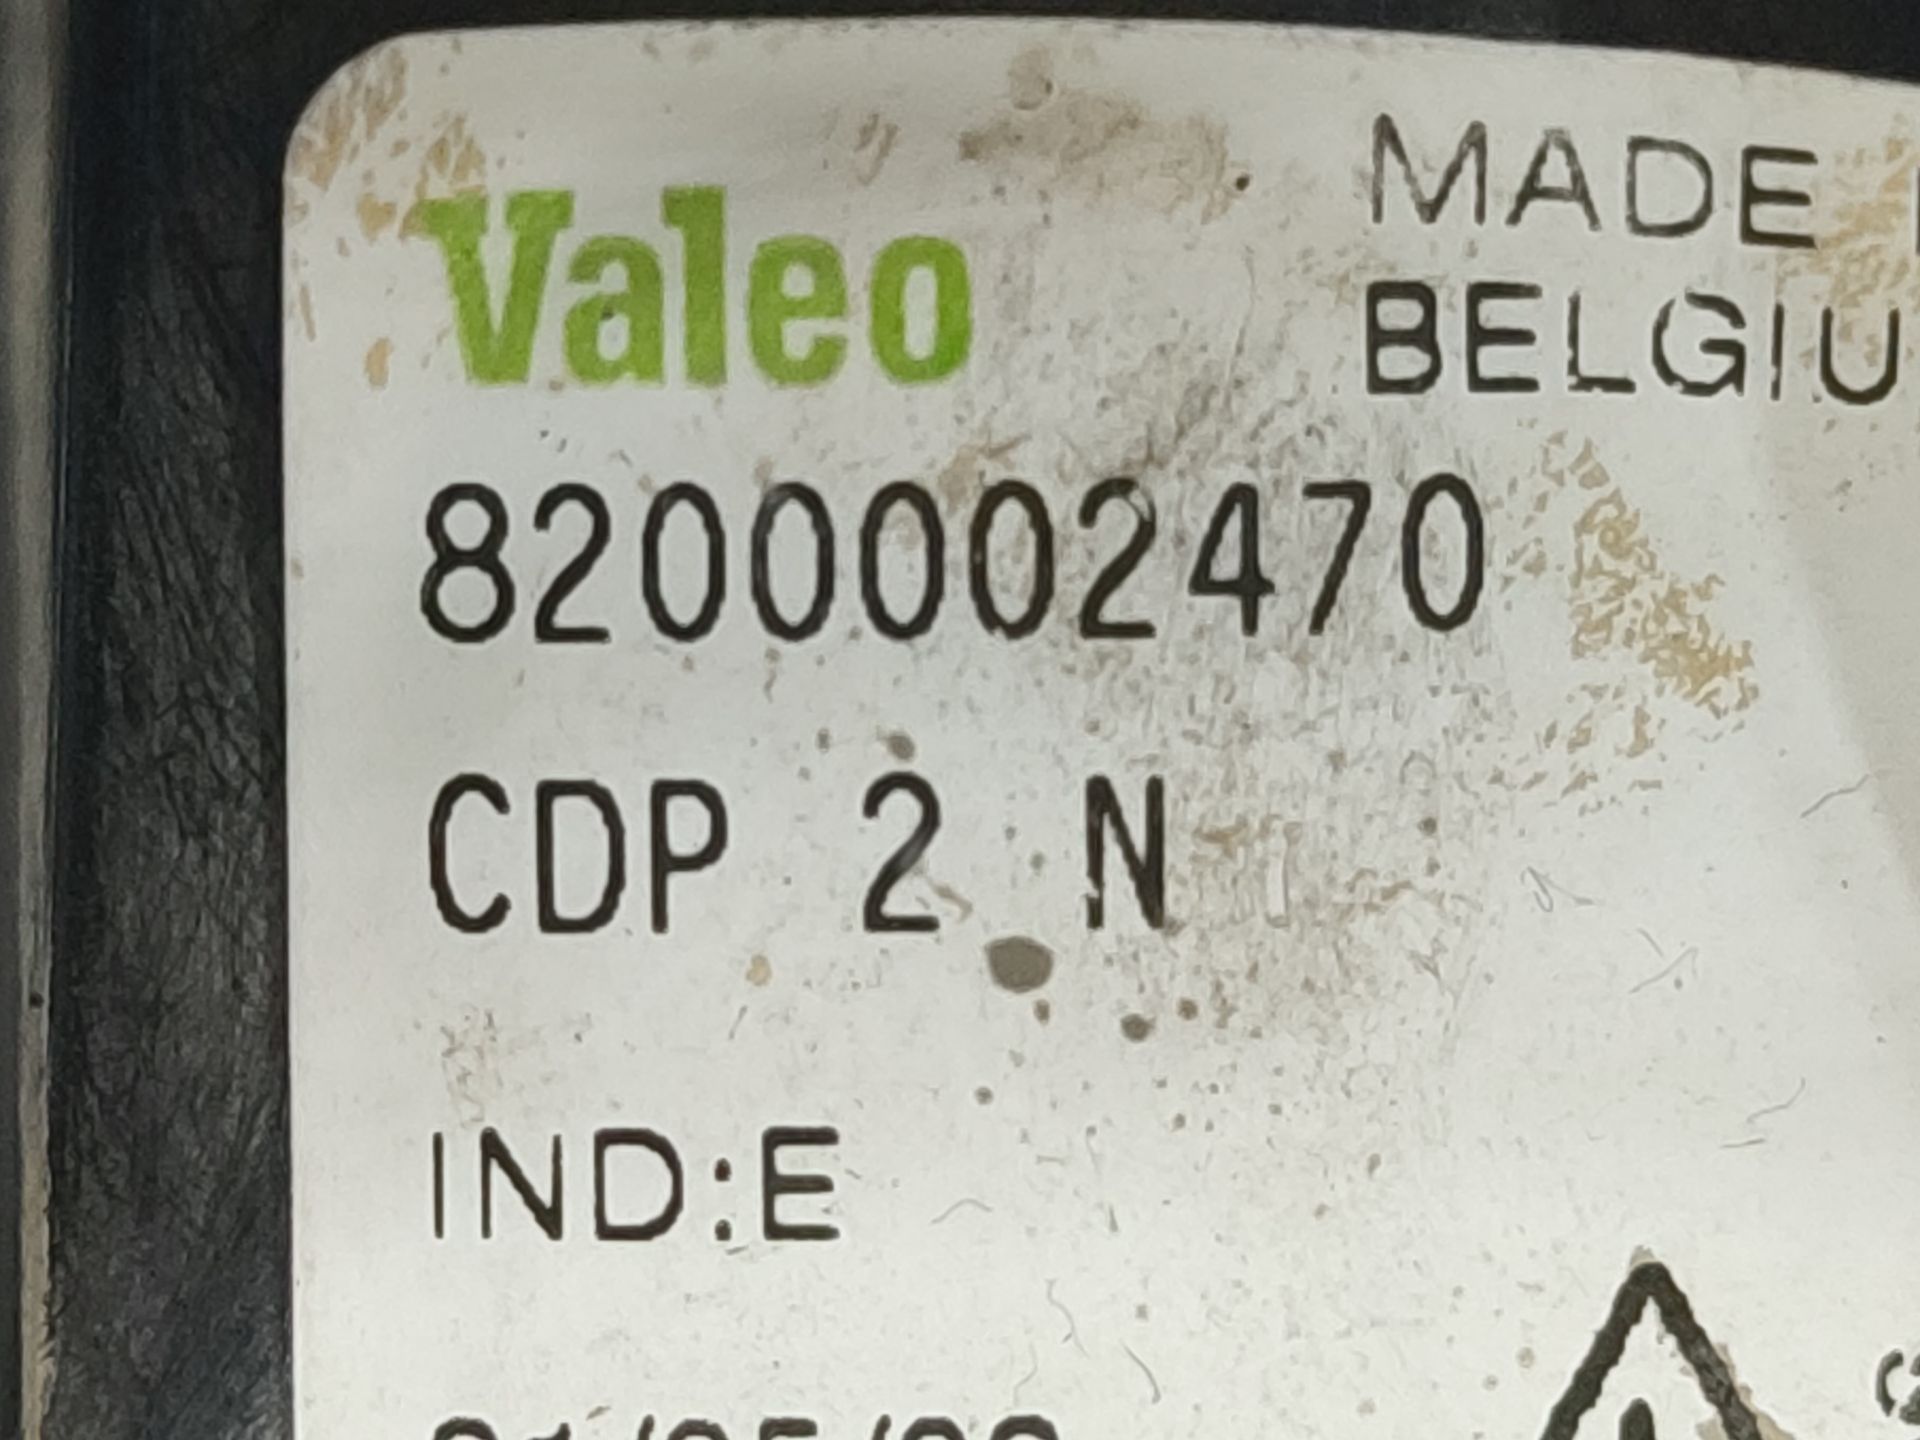 Valeo
MADE
BELGIU
8200002470
CDP 2 N
IND:E